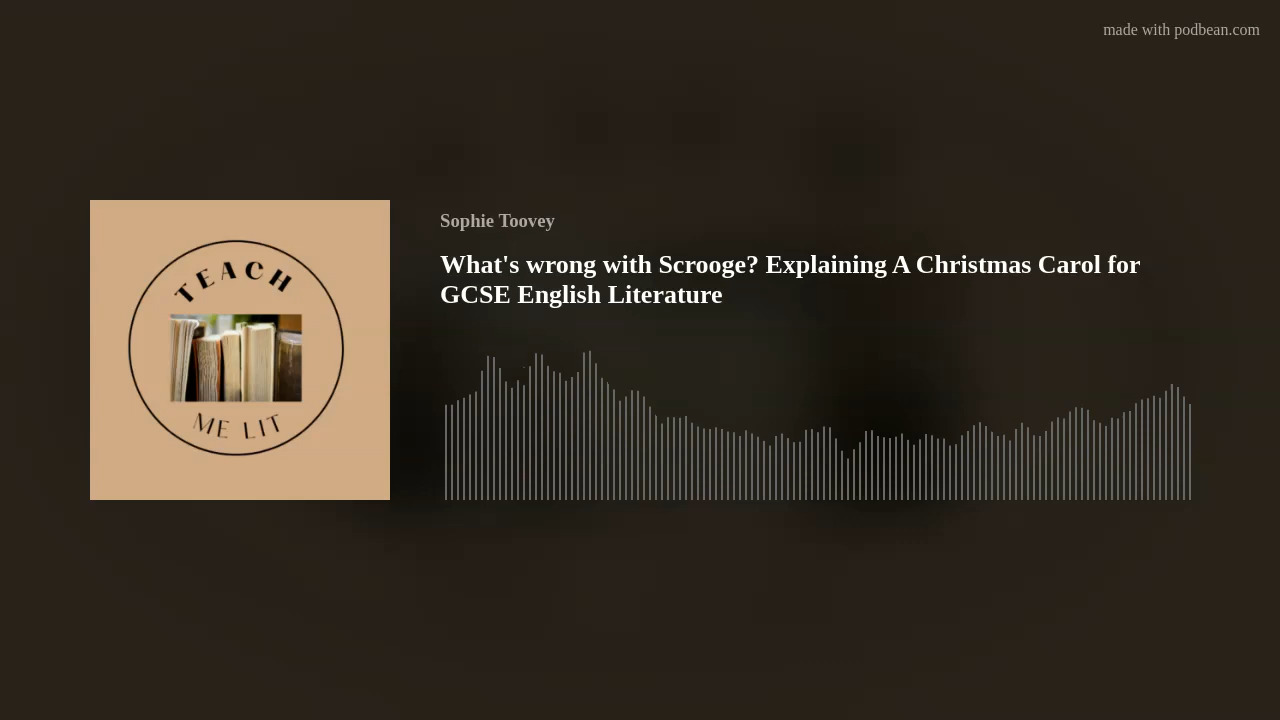 made with podbean.com
TEACH
ME LIT
Sophie Toovey
What's wrong with Scrooge? Explaining A Christmas Carol for
GCSE English Literature